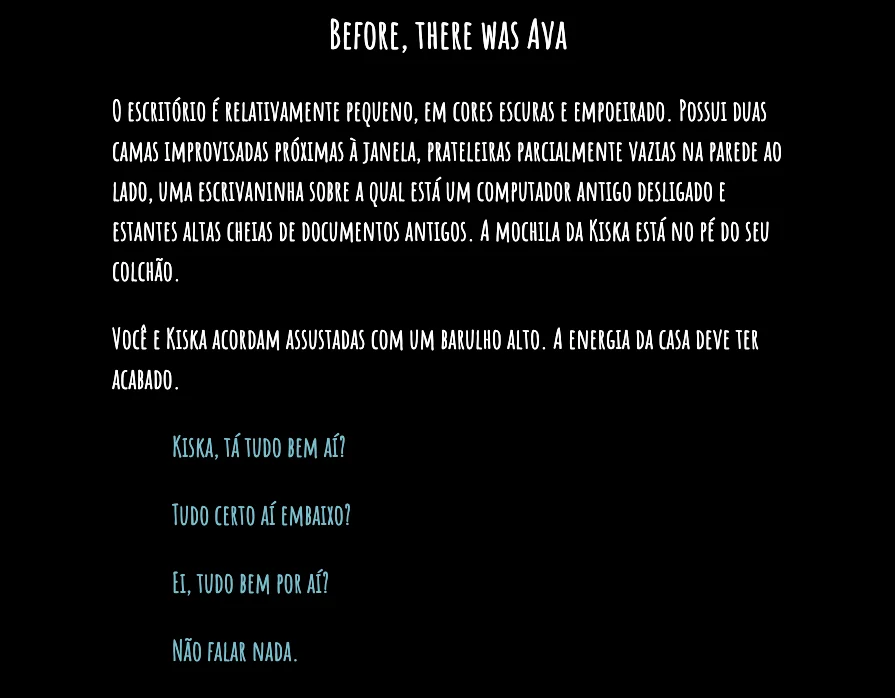 Before, there was Ava
O escritório é relativamente pequeno, em cores escuras e empoeirado. Possui duas
camas improvisadas próximas à janela, prateleiras parcialmente vazias na parede ao
lado, uma escrivaninha sobre a qual está um computador antigo desligado e
estantes altas cheias de documentos antigos. A mochila da Kiska está no pé do seu
colchão.
Você e Kiska acordam assustadas com um barulho alto. A energia da casa deve ter
acabado.
Kiska, tá tudo bem aí?
Tudo certo aí embaixo?
Ei, tudo bem por aí?
Não falar nada.